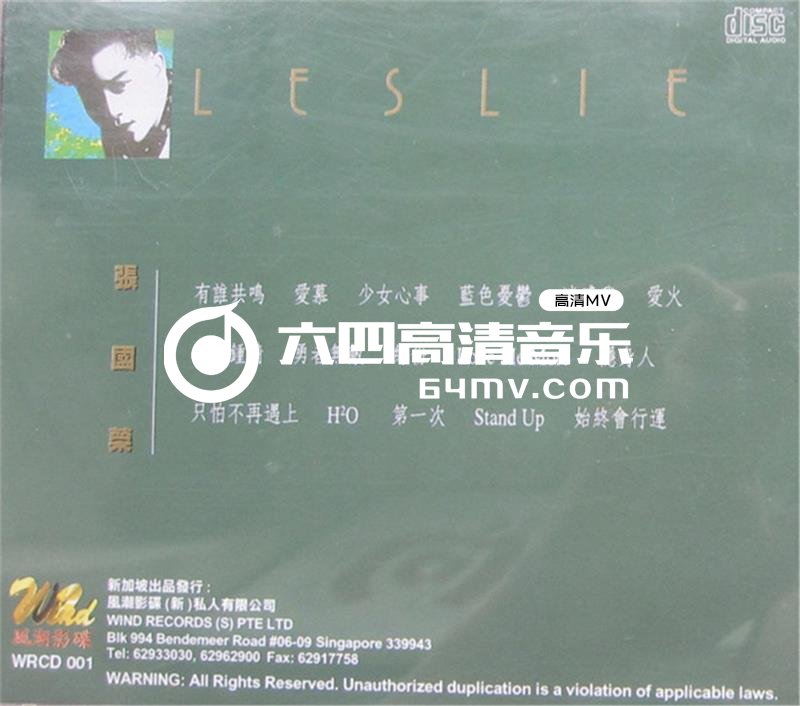 COMPACT
disc
DIGITAL AUDIO
LESLIE
張國榮
有誰共鳴 愛慕 少女心事 藍色憂鬱 愛火
高清MV
六四高清音乐
64mv.com
只怕不再遇上 H²O 第一次 Stand Up 始終會行運
Wind
風潮影碟
WRCD 001
新加坡出品發行：
風潮影碟(新)私人有限公司
WIND RECORDS (S) PTE LTD
Blk 994 Bendemeer Road #06-09 Singapore 339943
Tel: 62933030, 62962900 Fax: 62917758
WARNING: All Rights Reserved. Unauthorized duplication is a violation of applicable laws.